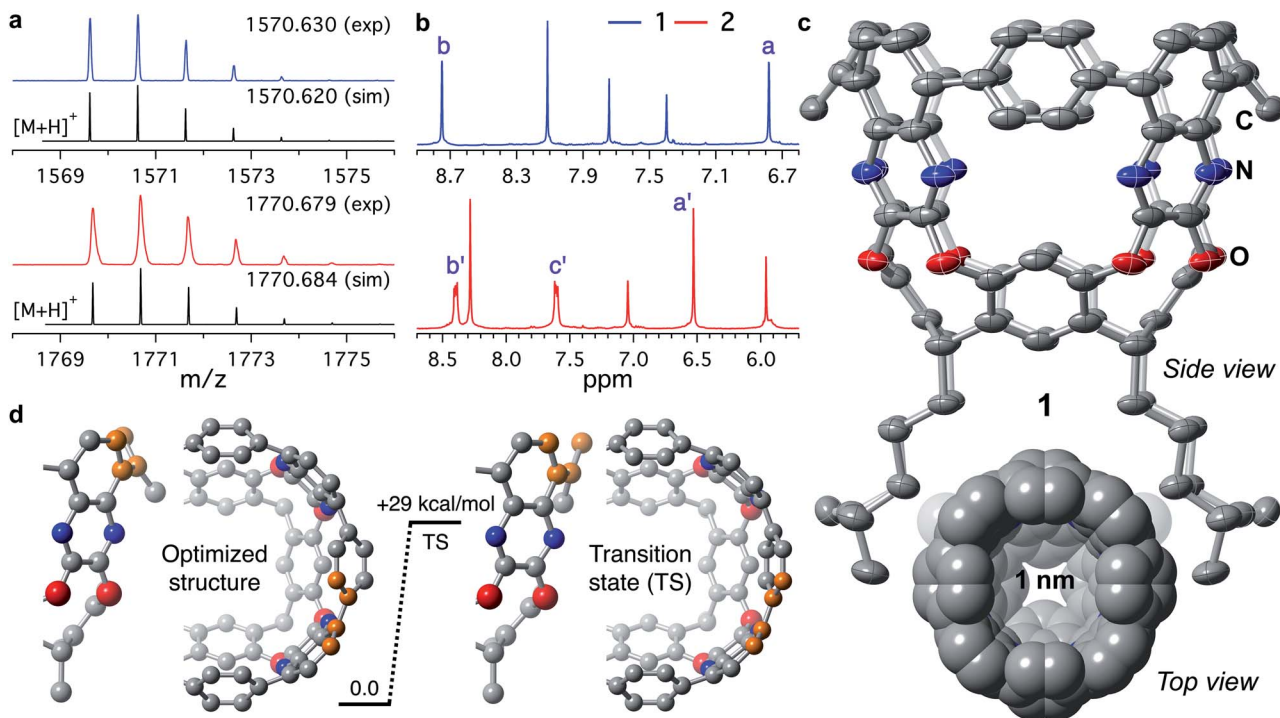 a
1570.630 (exp)
1570.620 (sim)
[M+H]+
1569 1571 1573 1575
1770.679 (exp)
1770.684 (sim)
[M+H]+
1769 1771 1773 1775
m/z
b
1 2
b a
8.7 8.3 7.9 7.5 7.1 6.7
a'
b' c'
8.5 8.0 7.5 7.0 6.5 6.0
ppm
c
C
N
O
Side view
1
1 nm
Top view
d
Optimized
structure
+29 kcal/mol
TS
0.0
Transition
state (TS)